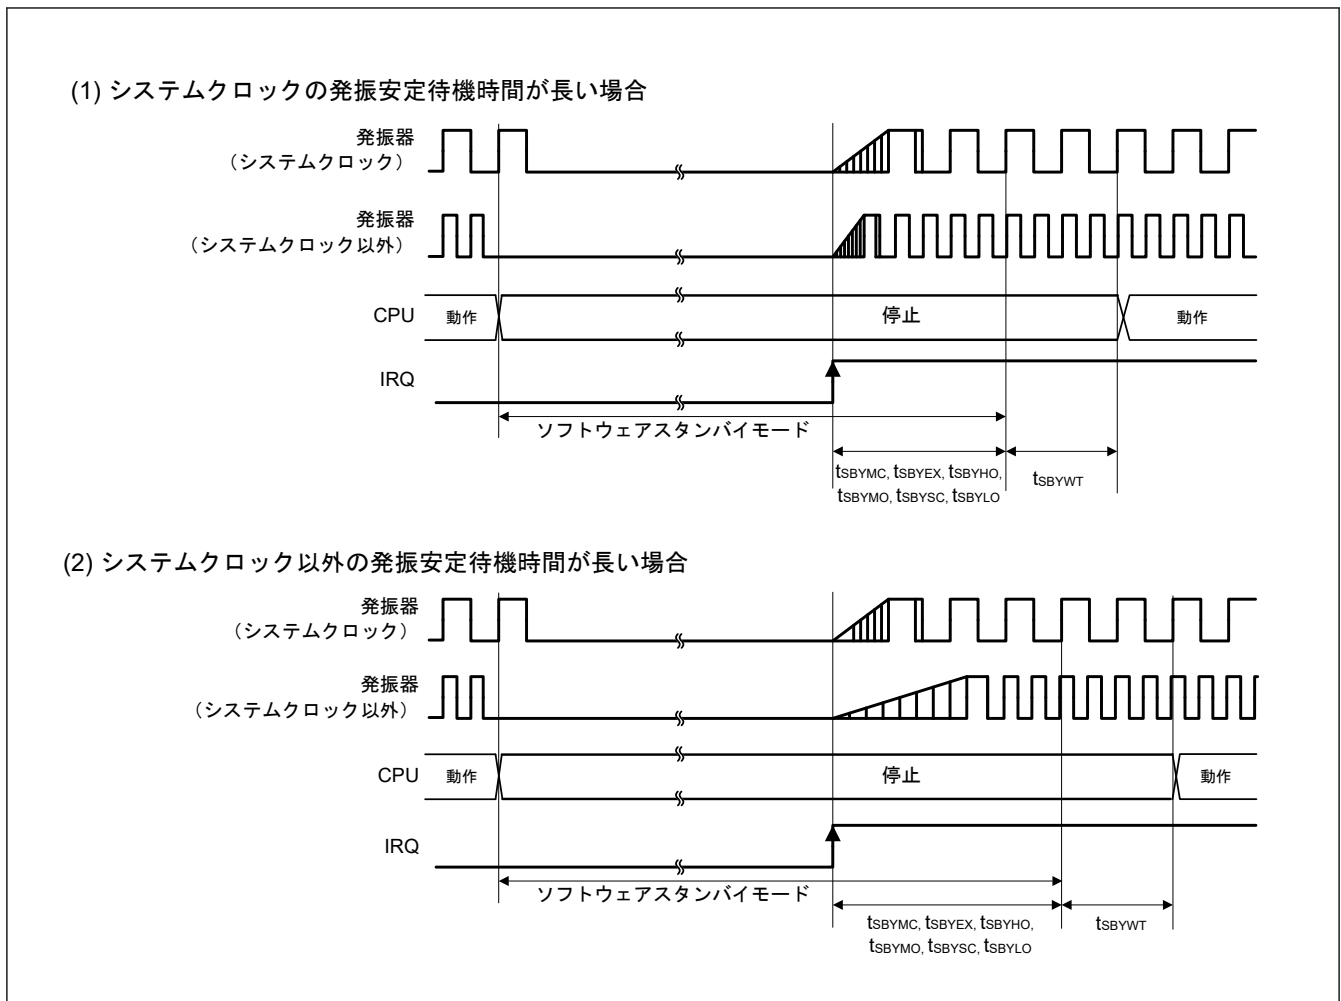 (1) システムクロックの発振安定待機時間が長い場合
発振器
（システムクロック）
発振器
（システムクロック以外）
CPU
動作
停止
動作
IRQ
ソフトウェアスタンバイモード
tSBYMC, tSBYEX, tSBYHO,
tSBYMO, tSBYSC, tSBYLO
tSBYWT
(2) システムクロック以外の発振安定待機時間が長い場合
発振器
（システムクロック）
発振器
（システムクロック以外）
CPU
動作
停止
動作
IRQ
ソフトウェアスタンバイモード
tSBYMC, tSBYEX, tSBYHO,
tSBYMO, tSBYSC, tSBYLO
tSBYWT